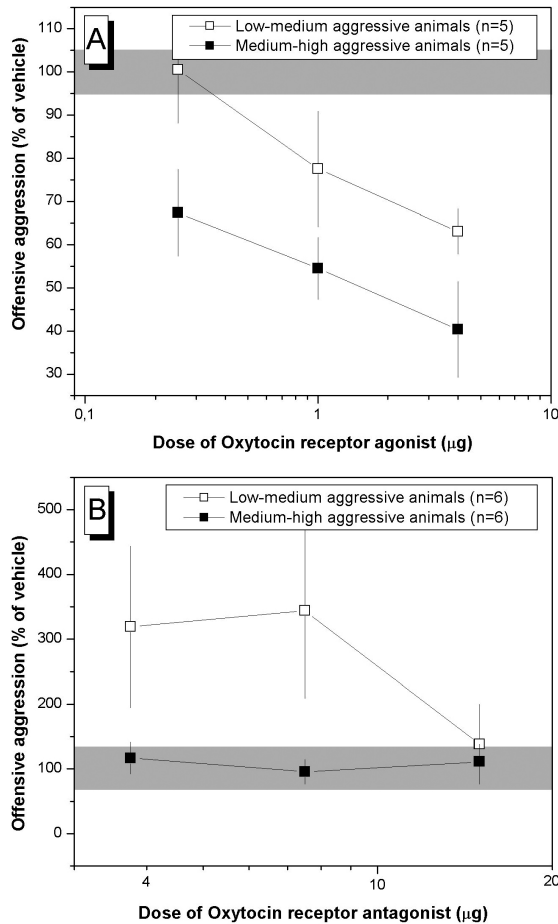 A
Low-medium aggressive animals (n=5)
Medium-high aggressive animals (n=5)
Offensive aggression (% of vehicle)
110
100
90
80
70
60
50
40
30
0,1
1
10
Dose of Oxytocin receptor agonist (μg)
B
Low-medium aggressive animals (n=6)
Medium-high aggressive animals (n=6)
Offensive aggression (% of vehicle)
500
400
300
200
100
0
4
10
20
Dose of Oxytocin receptor antagonist (μg)